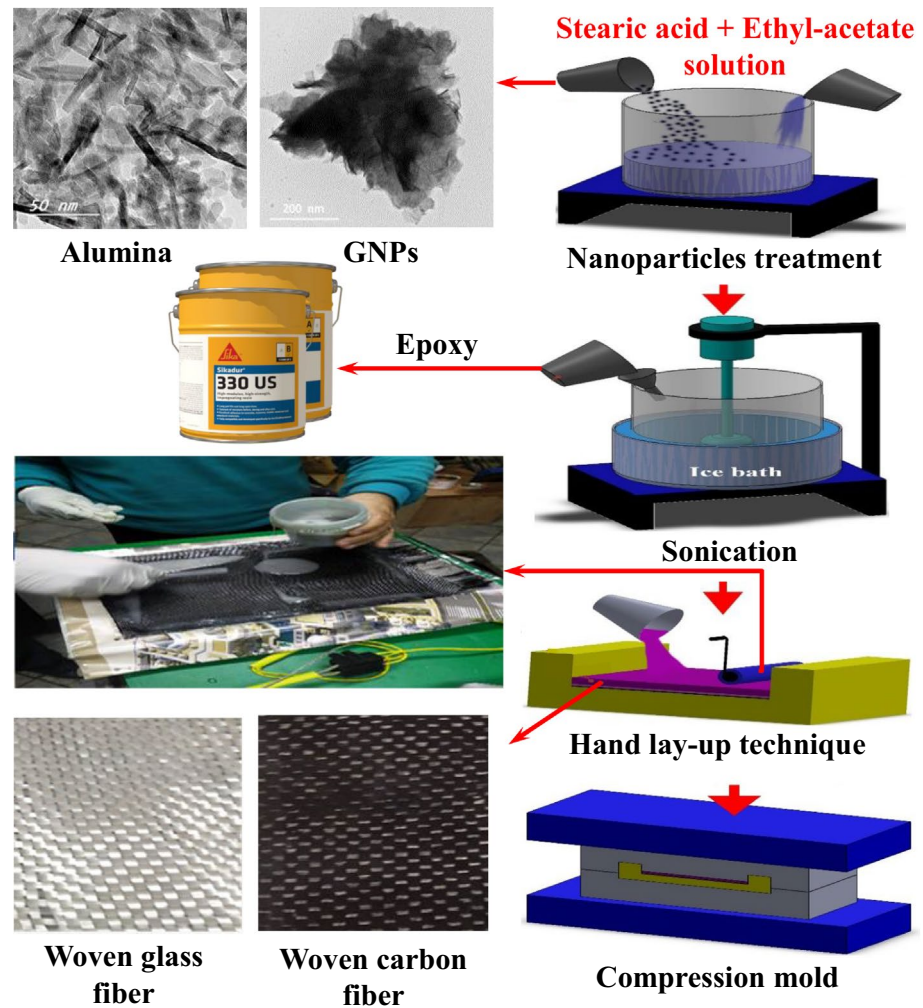 Stearic acid + Ethyl-acetate
solution
50 nm
200 nm
Alumina
GNPs
Nanoparticles treatment
Epoxy
Sika
A
B
Sikadur®
330 US
Ice bath
Sonication
Hand lay-up technique
Woven glass
fiber
Woven carbon
fiber
Compression mold